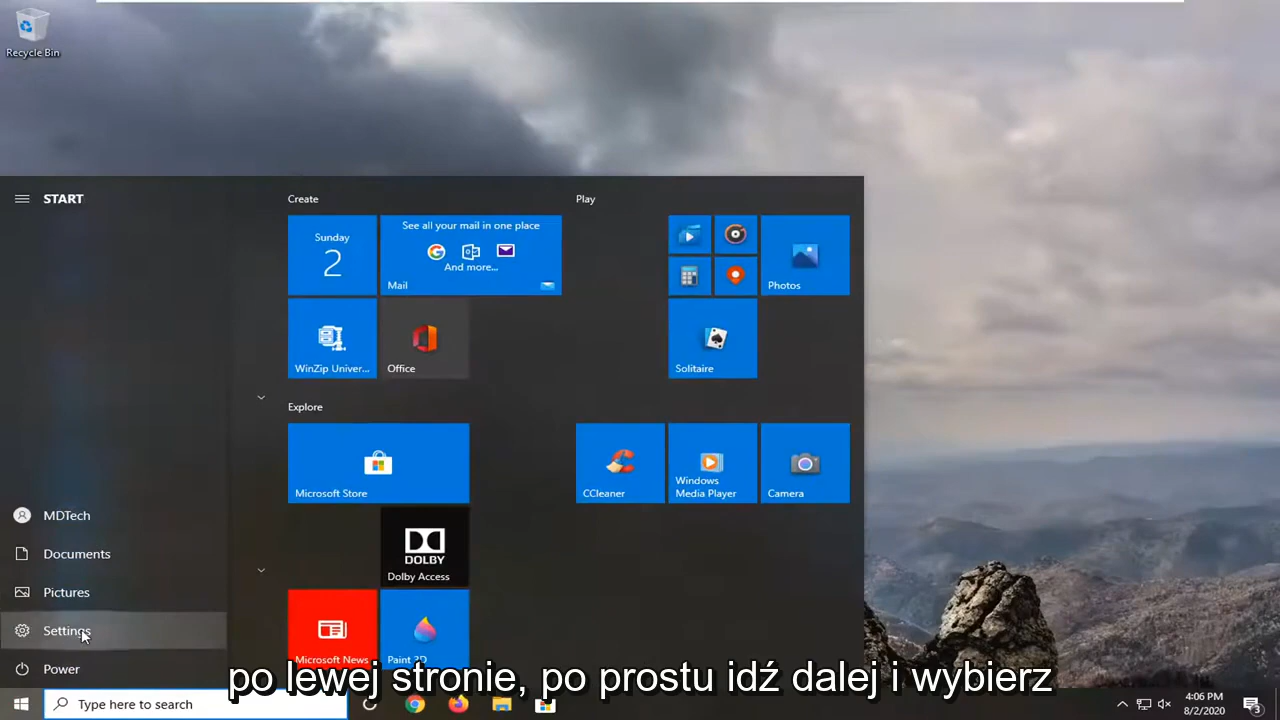 Recycle Bin
START
Create
Play
Sunday
2
See all your mail in one place
And more...
Mail
Photos
WinZip Univer...
Office
Solitaire
Explore
Microsoft Store
CCleaner
Windows
Media Player
Camera
MDTech
DOLBY
Documents
Dolby Access
Pictures
Settings
Microsoft News
Paint 3D
Power
po lewej stronie, po prostu idź dalej i wybierz
Type here to search
4:06 PM
8/2/2020
3